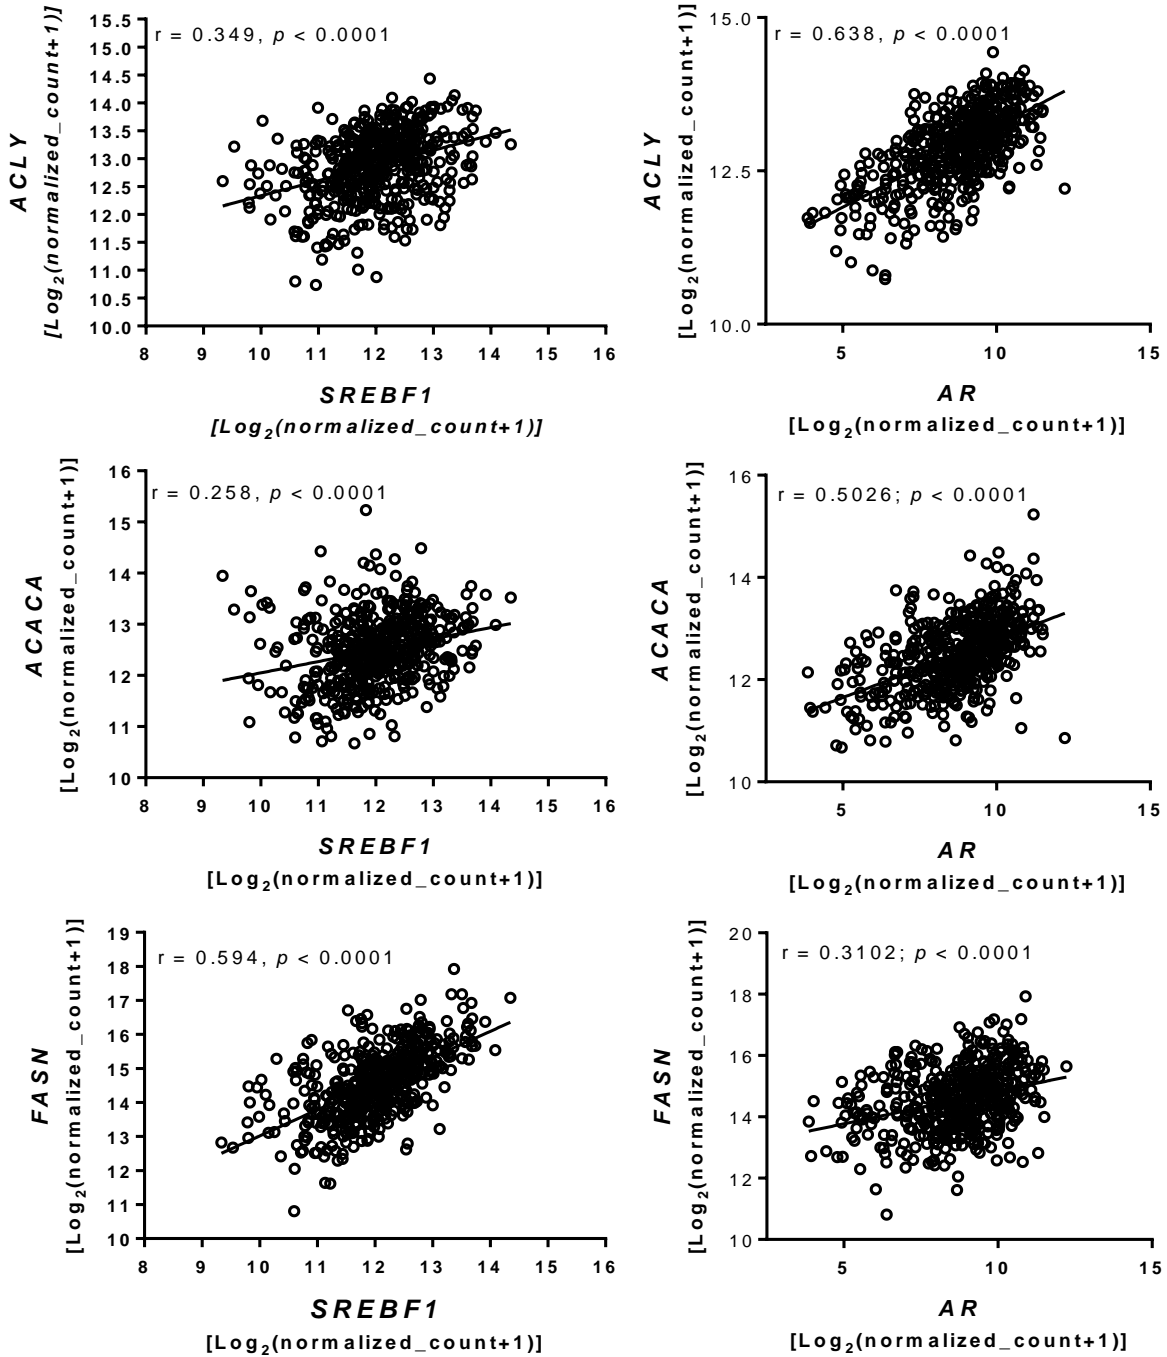 r = 0.349, p < 0.0001
ACLY
[Log2(normalized_count+1)]
15.5
15.0
14.5
14.0
13.5
13.0
12.5
12.0
11.5
11.0
10.5
10.0
8 9 10 11 12 13 14 15 16
SREBF1
[Log2(normalized_count+1)]
r = 0.638, p < 0.0001
ACLY
[Log2(normalized_count+1)]
15.0
12.5
10.0
5 10 15
AR
[Log2(normalized_count+1)]
r = 0.258, p < 0.0001
ACACA
[Log2(normalized_count+1)]
16
15
14
13
12
11
10
8 9 10 11 12 13 14 15 16
SREBF1
[Log2(normalized_count+1)]
r = 0.5026; p < 0.0001
ACACA
[Log2(normalized_count+1)]
16
14
12
10
5 10 15
AR
[Log2(normalized_count+1)]
r = 0.594, p < 0.0001
FASN
[Log2(normalized_count+1)]
19
18
17
16
15
14
13
12
11
10
8 9 10 11 12 13 14 15 16
SREBF1
[Log2(normalized_count+1)]
r = 0.3102; p < 0.0001
FASN
[Log2(normalized_count+1)]
20
18
16
14
12
10
5 10 15
AR
[Log2(normalized_count+1)]